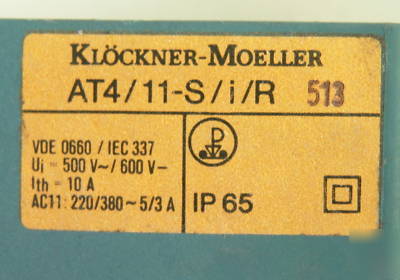 KLÖCKNER-MOELLER
AT4/11-S/i/R 513
VDE 0660 / IEC 337
Ui = 500 V~/ 600 V–
Ith = 10 A
AC11: 220/380~ 5/3 A
IP 65